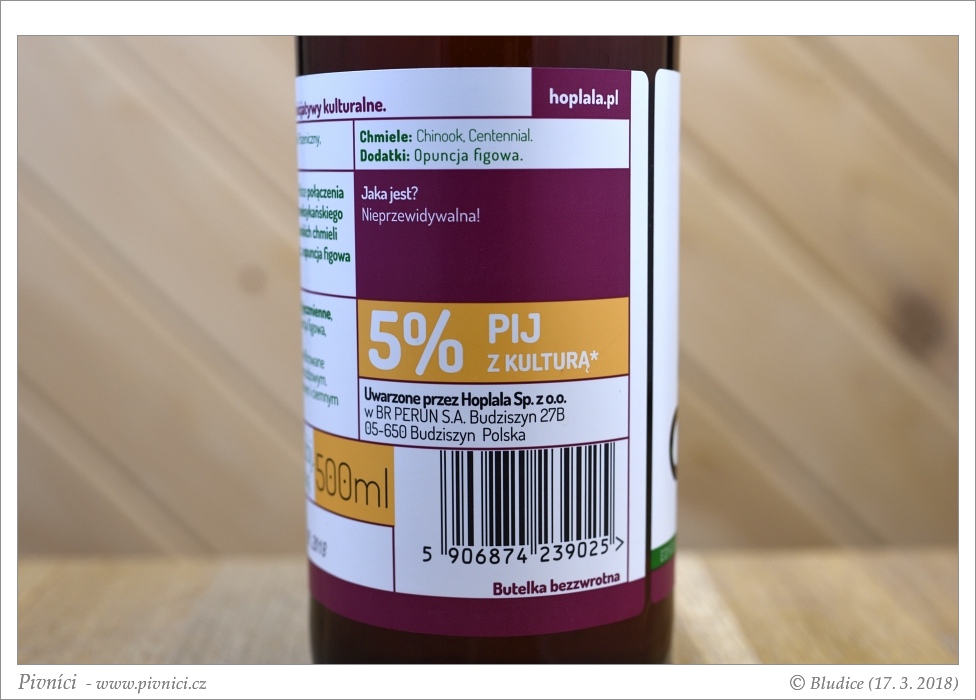 kulturalne.
hoplala.pl
Chmiele: Chinook, Centennial.
Dodatki: Opuncja figowa.
połączenia
chmieli
opuncja figowa
Jaka jest?
Nieprzewidywalna!
figowa,
ciemnym
5% PIJ
Z KULTURĄ*
Uwarzone przez Hoplala Sp. z o.o.
w BR PERUN S.A. Budziszyn 27B
05-650 Budziszyn Polska
500ml
5 906874 239025 >
Butelka bezzwrotna
Pivníci - www.pivnici.cz
© Bludice (17. 3. 2018)